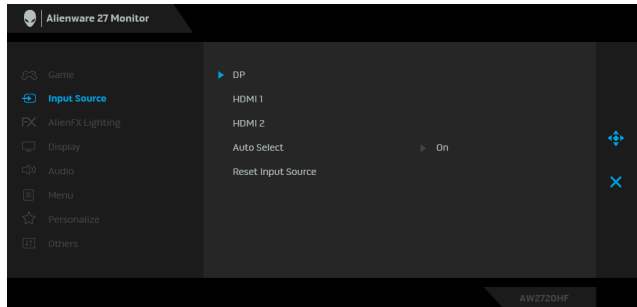 Alienware 27 Monitor
Game
Input Source
FX AlienFX Lighting
Display
Audio
Menu
Personalize
Others
DP
HDMI 1
HDMI 2
Auto Select On
Reset Input Source
AW2720HF